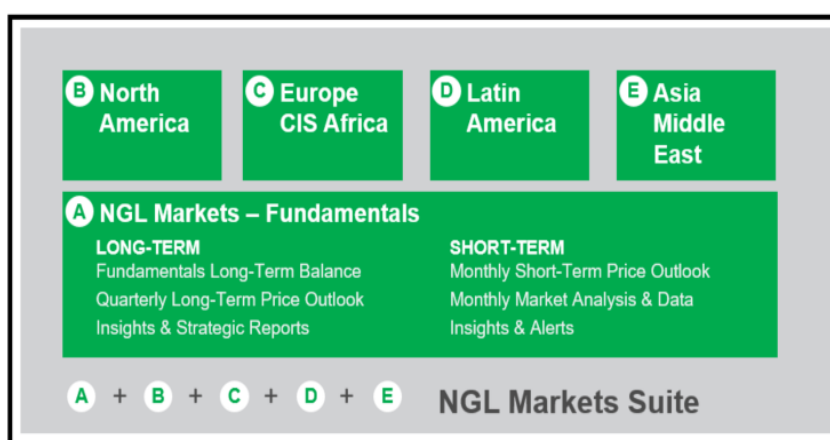 B North
America
C Europe
CIS Africa
D Latin
America
E Asia
Middle
East
A NGL Markets – Fundamentals
LONG-TERM
Fundamentals Long-Term Balance
Quarterly Long-Term Price Outlook
Insights & Strategic Reports
SHORT-TERM
Monthly Short-Term Price Outlook
Monthly Market Analysis & Data
Insights & Alerts
A + B + C + D + E NGL Markets Suite